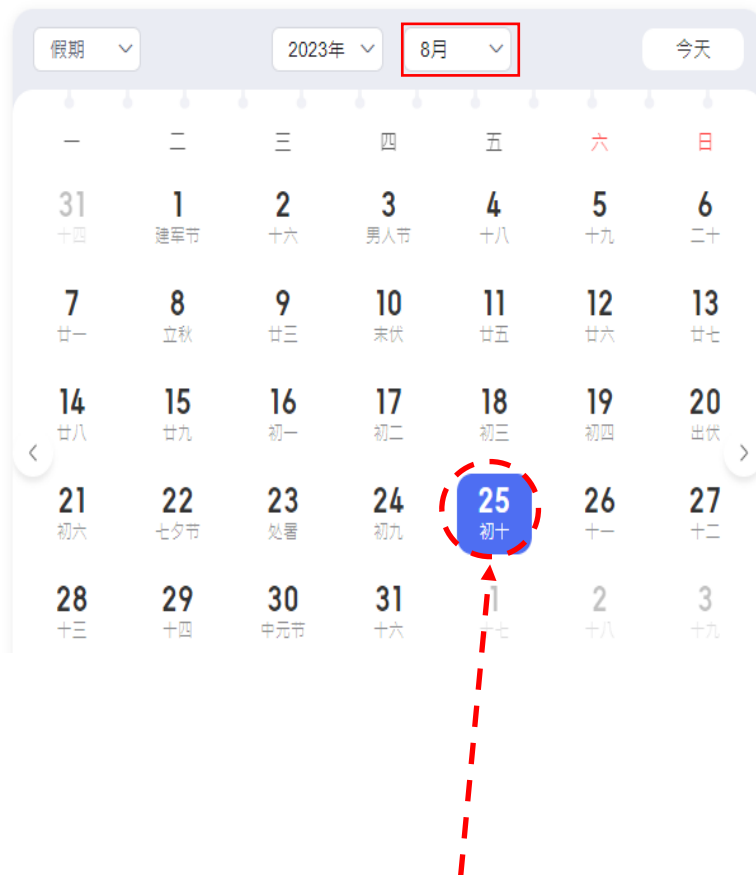 假期 2023年 8月 今天
一 二 三 四 五 六 日
31 1 2 3 4 5 6
十四 建军节 十六 男人节 十八 十九 二十
7 8 9 10 11 12 13
廿一 立秋 廿三 末伏 廿五 廿六 廿七
14 15 16 17 18 19 20
廿八 廿九 初一 初二 初三 初四 出伏
21 22 23 24 25 26 27
初六 七夕节 处暑 初九 初十 十一 十二
28 29 30 31 1 2 3
十三 十四 中元节 十六 十七 十八 十九